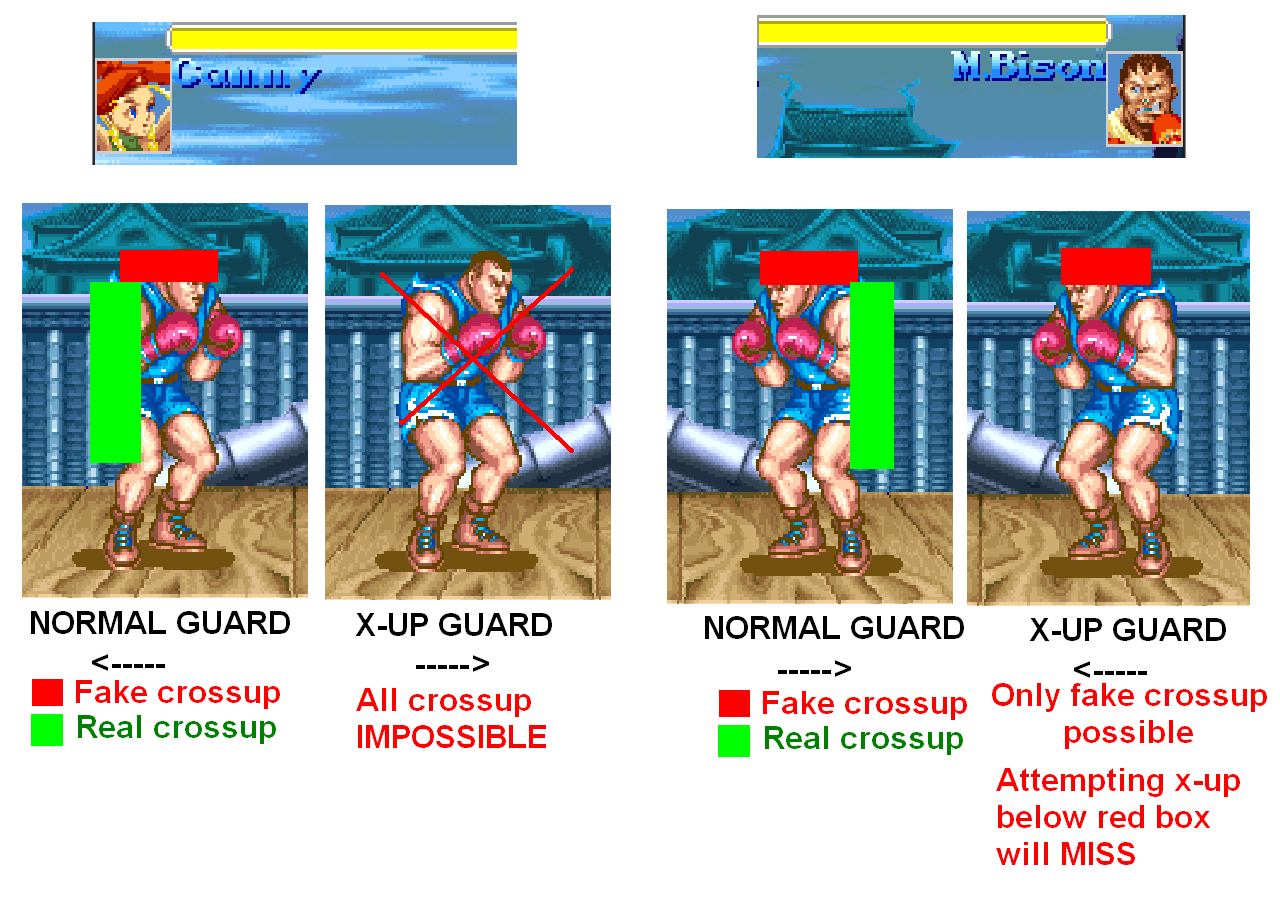 Cammy
M.Bison
NORMAL GUARD
<-----
Fake crossup
Real crossup
X-UP GUARD
----->
All crossup
IMPOSSIBLE
NORMAL GUARD
----->
Fake crossup
Real crossup
X-UP GUARD
<-----
Only fake crossup
possible
Attempting x-up
below red box
will MISS